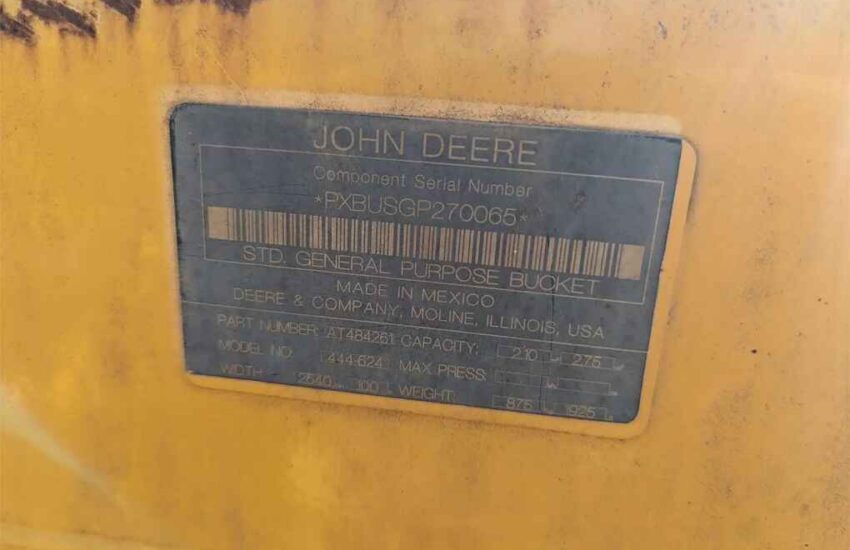 JOHN DEERE
Component Serial Number
*PXBUSGP270065*
STD. GENERAL PURPOSE BUCKET
MADE IN MEXICO
DEERE & COMPANY, MOLINE, ILLINOIS, USA
PART NUMBER: AT484261 CAPACITY: 2.10 2.75
MODEL NO: 444-624 MAX PRESS:
WIDTH: 2540 100 WEIGHT: 875 1925